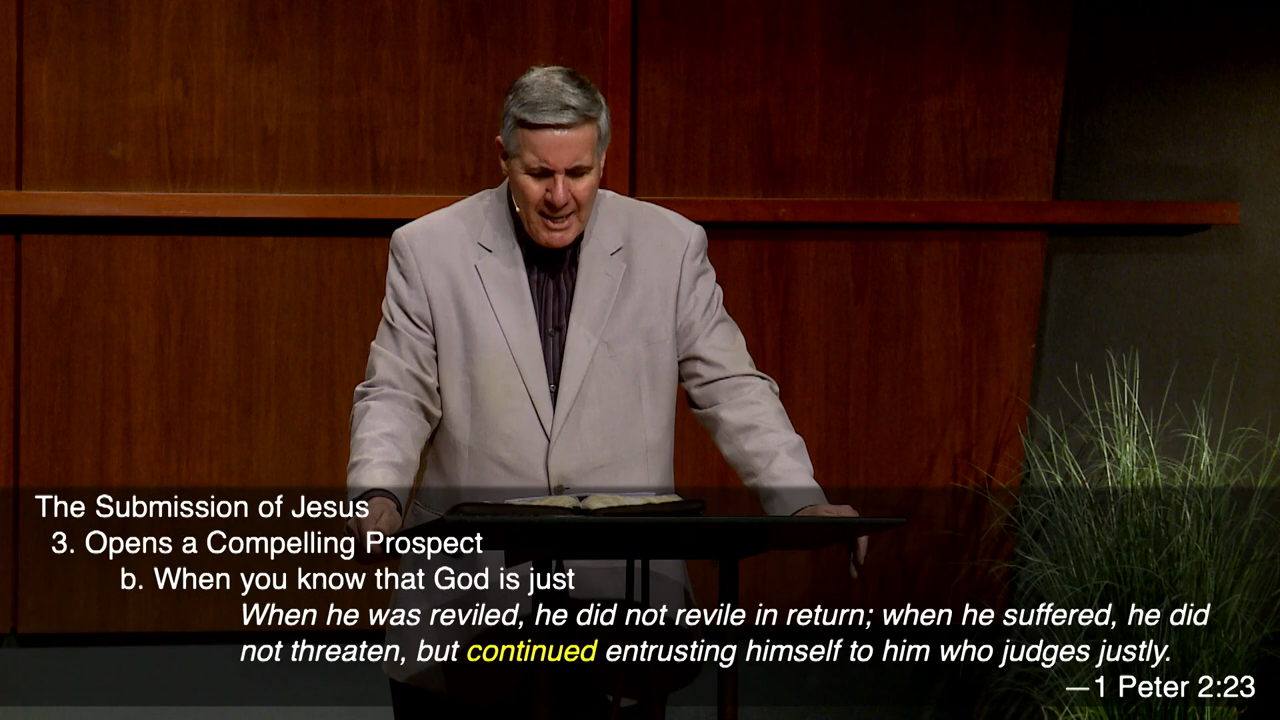 The Submission of Jesus
3. Opens a Compelling Prospect
b. When you know that God is just
When he was reviled, he did not revile in return; when he suffered, he did
not threaten, but continued entrusting himself to him who judges justly.
—1 Peter 2:23